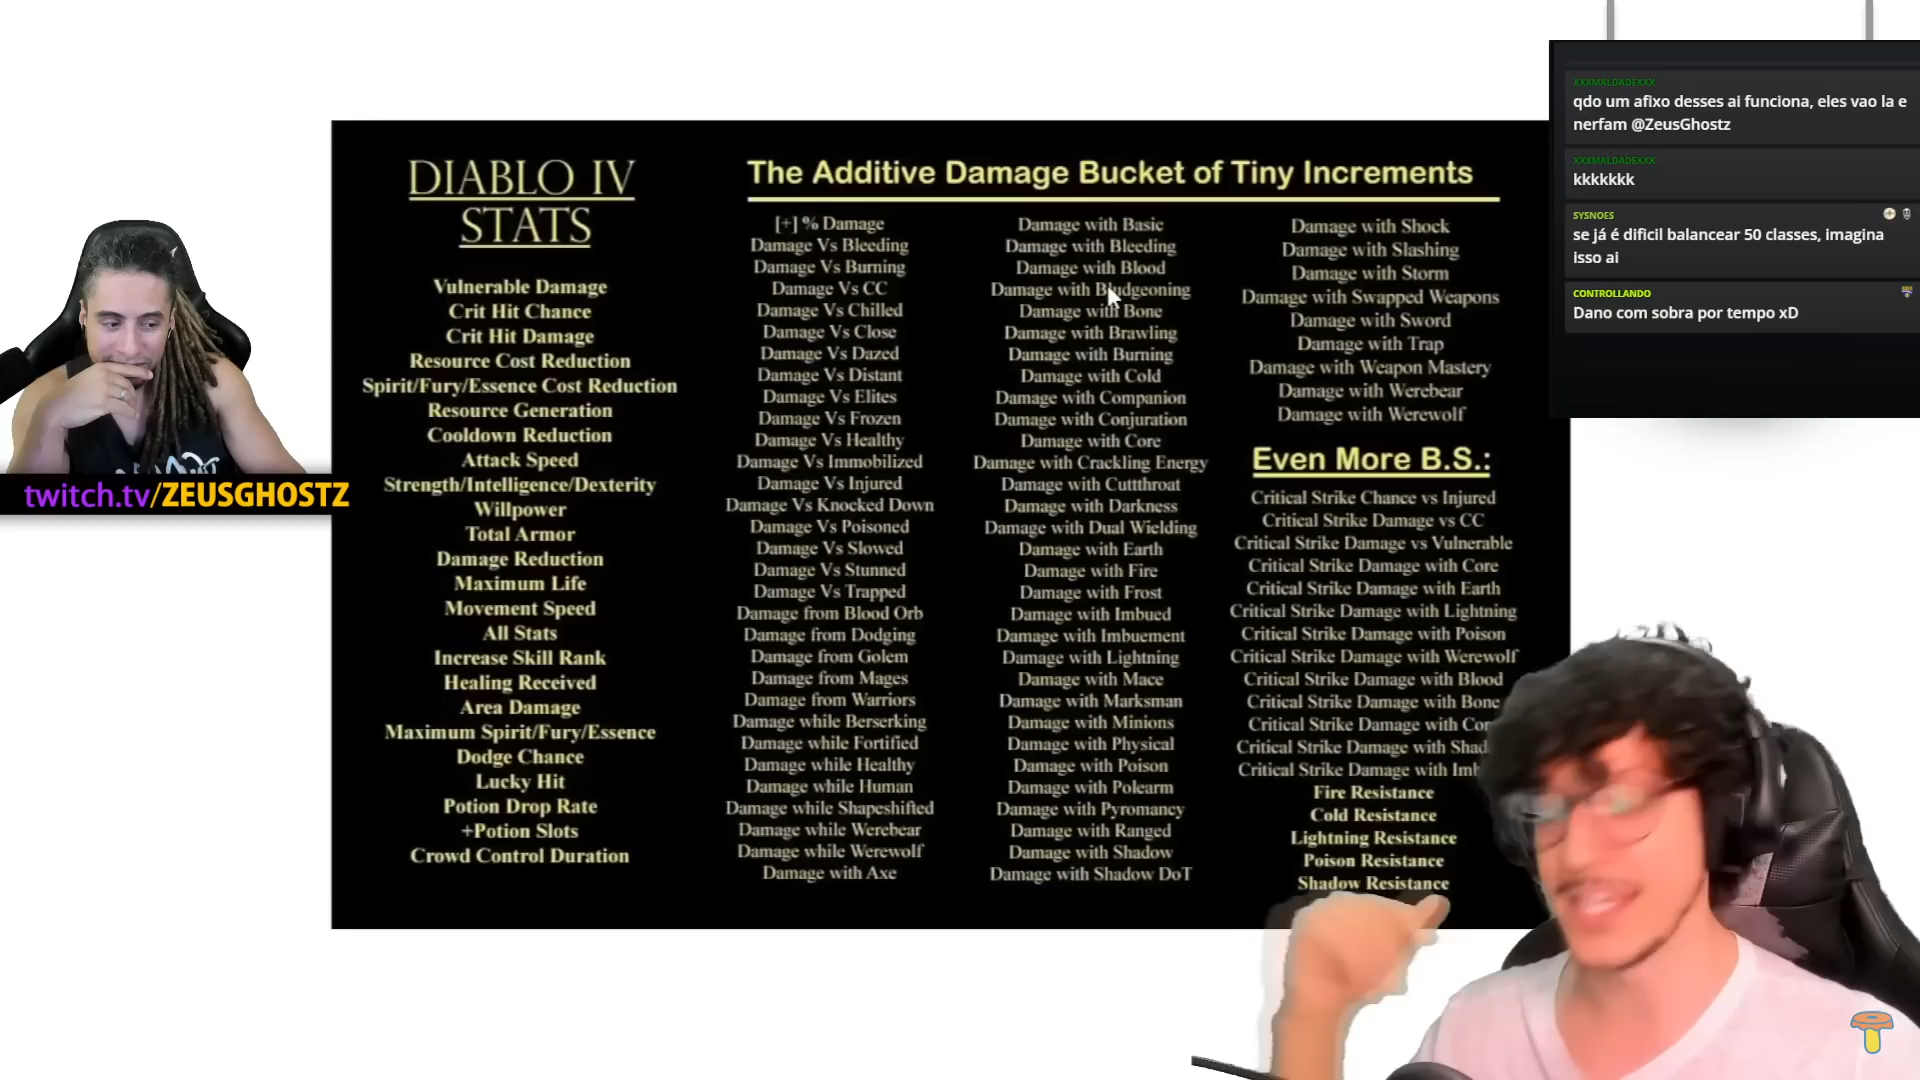 DIABLO IV
STATS
Vulnerable Damage
Crit Hit Chance
Crit Hit Damage
Resource Cost Reduction
Spirit/Fury/Essence Cost Reduction
Resource Generation
Cooldown Reduction
Attack Speed
Strength/Intelligence/Dexterity
Willpower
Total Armor
Damage Reduction
Maximum Life
Movement Speed
All Stats
Increase Skill Rank
Healing Received
Area Damage
Maximum Spirit/Fury/Essence
Dodge Chance
Lucky Hit
Potion Drop Rate
+Potion Slots
Crowd Control Duration
The Additive Damage Bucket of Tiny Increments
[+] % Damage
Damage Vs Bleeding
Damage Vs Burning
Damage Vs CC
Damage Vs Chilled
Damage Vs Close
Damage Vs Dazed
Damage Vs Distant
Damage Vs Elites
Damage Vs Frozen
Damage Vs Healthy
Damage Vs Immobilized
Damage Vs Injured
Damage Vs Knocked Down
Damage Vs Poisoned
Damage Vs Slowed
Damage Vs Stunned
Damage Vs Trapped
Damage from Blood Orb
Damage from Dodging
Damage from Golem
Damage from Mages
Damage from Warriors
Damage while Berserking
Damage while Fortified
Damage while Healthy
Damage while Human
Damage while Shapeshifted
Damage while Werebear
Damage while Werewolf
Damage with Axe
Damage with Basic
Damage with Bleeding
Damage with Blood
Damage with Bludgeoning
Damage with Bone
Damage with Brawling
Damage with Burning
Damage with Cold
Damage with Companion
Damage with Conjuration
Damage with Core
Damage with Crackling Energy
Damage with Cuttthroat
Damage with Darkness
Damage with Dual Wielding
Damage with Earth
Damage with Fire
Damage with Frost
Damage with Imbued
Damage with Imbuement
Damage with Lightning
Damage with Mace
Damage with Marksman
Damage with Minions
Damage with Physical
Damage with Poison
Damage with Polearm
Damage with Pyromancy
Damage with Ranged
Damage with Shadow
Damage with Shadow DoT
Damage with Shock
Damage with Slashing
Damage with Storm
Damage with Swapped Weapons
Damage with Sword
Damage with Trap
Damage with Weapon Mastery
Damage with Werebear
Damage with Werewolf
Even More B.S.:
Critical Strike Chance vs Injured
Critical Strike Damage vs CC
Critical Strike Damage vs Vulnerable
Critical Strike Damage with Core
Critical Strike Damage with Earth
Critical Strike Damage with Lightning
Critical Strike Damage with Poison
Critical Strike Damage with Werewolf
Critical Strike Damage with Blood
Critical Strike Damage with Bone
Critical Strike Damage with
Critical Strike Damage with
Critical Strike Damage with
Fire Resistance
Cold Resistance
Lightning Resistance
Poison Resistance
Shadow Resistance
twitch.tv/ZEUSGHOSTZ
XXXMALDADEXXX
qdo um afixo desses ai funciona, eles vao la e
nerfam @ZeusGhostz
XXXMALDADEXXX
kkkkkkk
SYSNOES
se já é dificil balancear 50 classes, imagina
isso ai
CONTROLLANDO
Dano com sobra por tempo xD